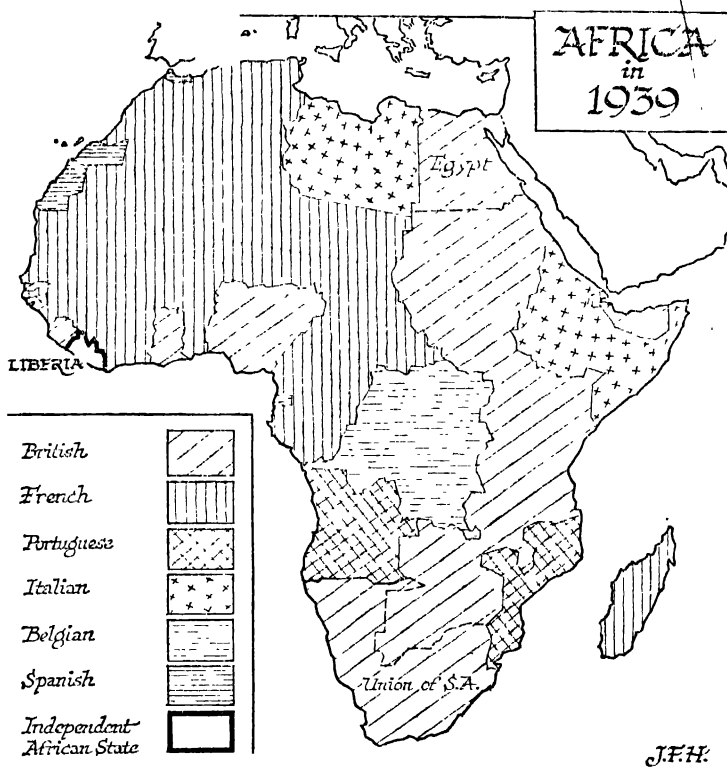 AFRICA
in
1939
Egypt
LIBERIA
British
French
Portuguese
Italian
Belgian
Spanish
Independent
African State
Union of S.A.
J.F.H.